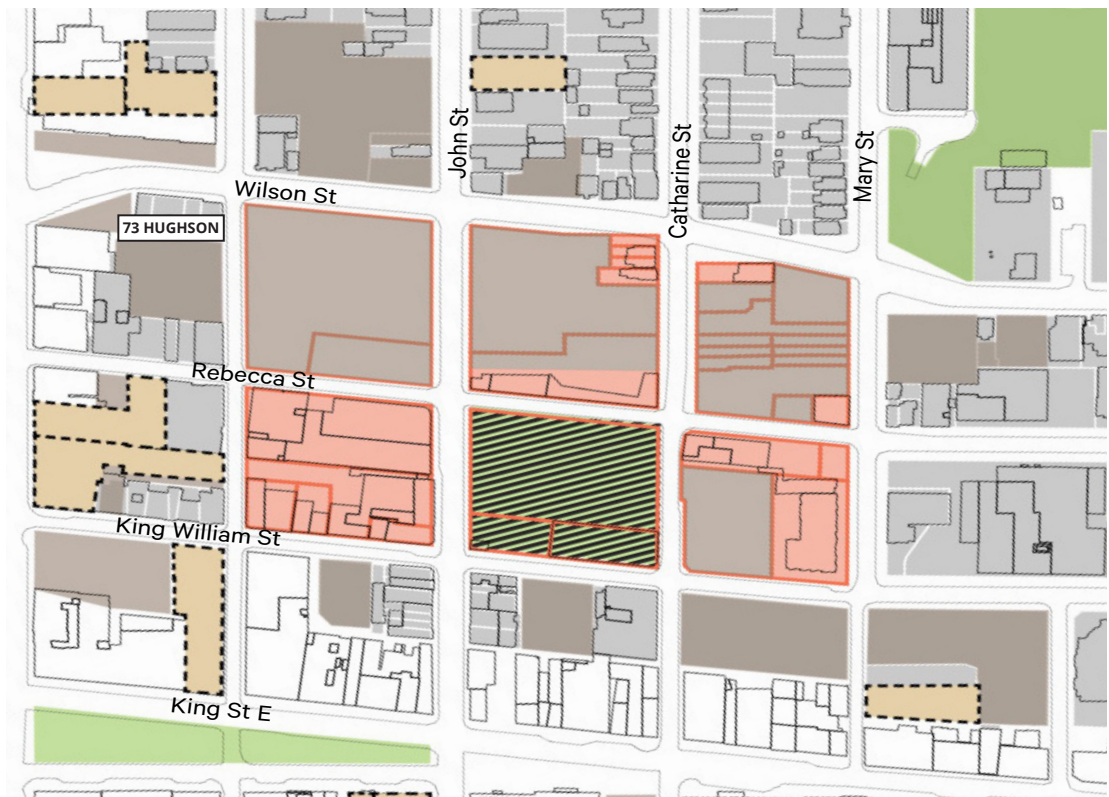 John St
Catharine St
Mary St
Wilson St
73 HUGHSON
Rebecca St
King William St
King St E